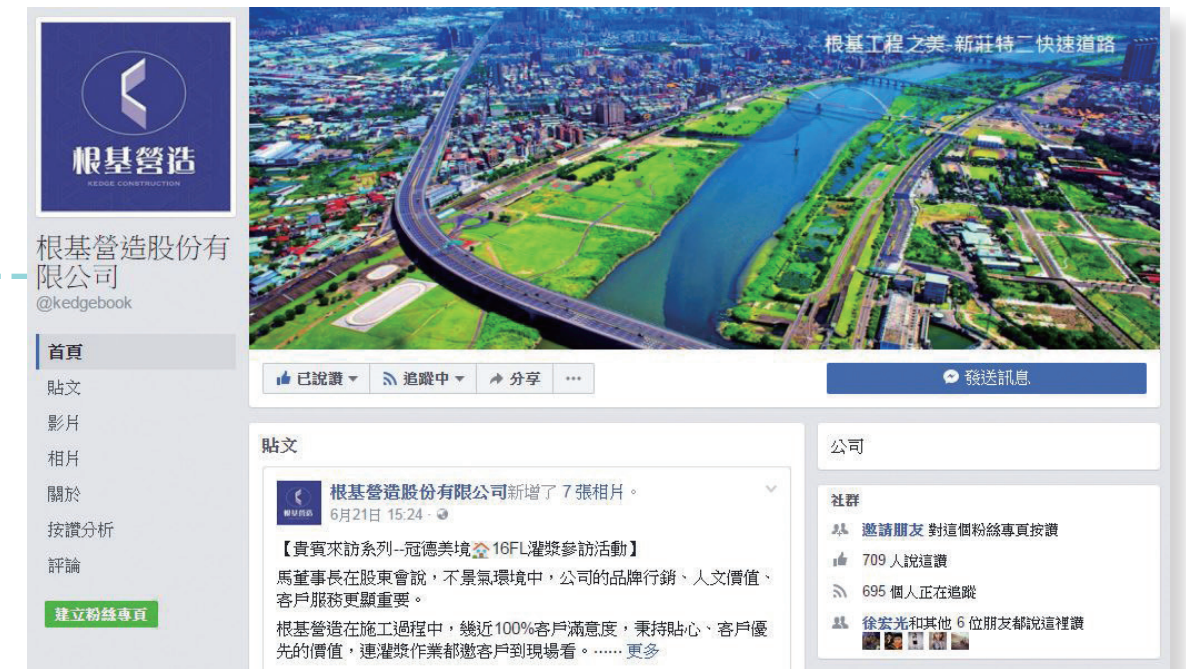 根基工程之美-新莊特二快速道路
根基營造
KEDGE CONSTRUCTION
根基營造股份有
限公司
@kedgebook
首頁
貼文
影片
相片
關於
按讚分析
評論
建立粉絲專頁
已說讚
追蹤中
分享
發送訊息
貼文
根基營造
根基營造股份有限公司新增了 7 張相片。
6月21日 15:24
【貴賓來訪系列--冠德美境🏠16FL灌漿參訪活動】
馬董事長在股東會說，不景氣環境中，公司的品牌行銷、人文價值、
客戶服務更顯重要。
根基營造在施工過程中，幾近100%客戶滿意度，秉持貼心、客戶優
先的價值，連灌漿作業都邀客戶到現場看。…… 更多
公司
社群
邀請朋友 對這個粉絲專頁按讚
709 人說這讚
695 個人正在追蹤
徐宏光和其他 6 位朋友都說這裡讚